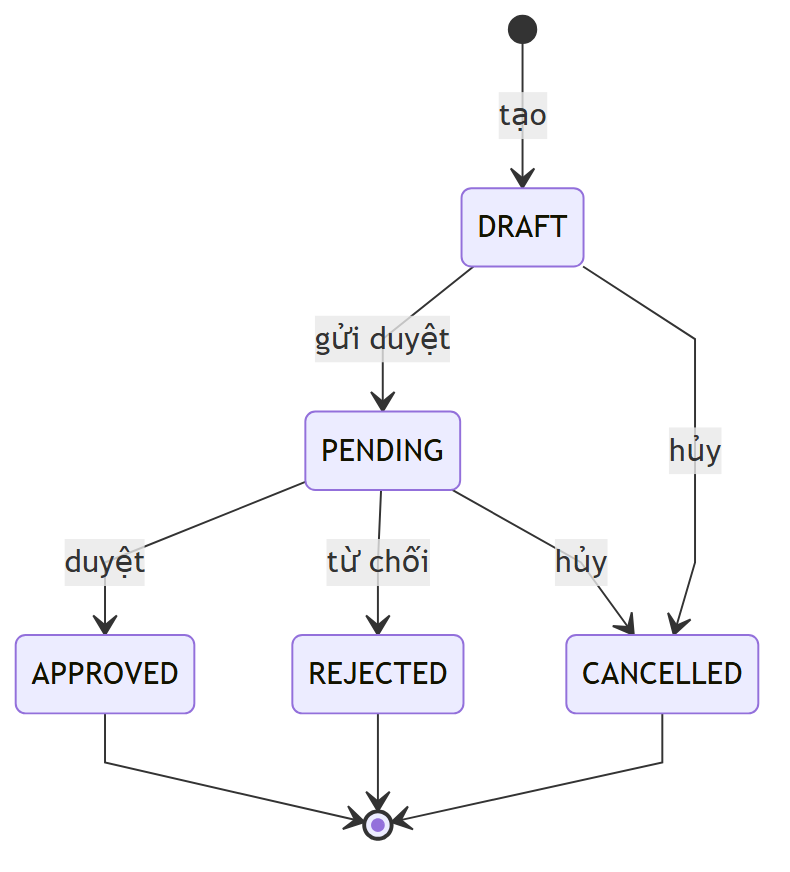 tạo
DRAFT
gửi duyệt
PENDING
hủy
duyệt
từ chối
hủy
APPROVED
REJECTED
CANCELLED